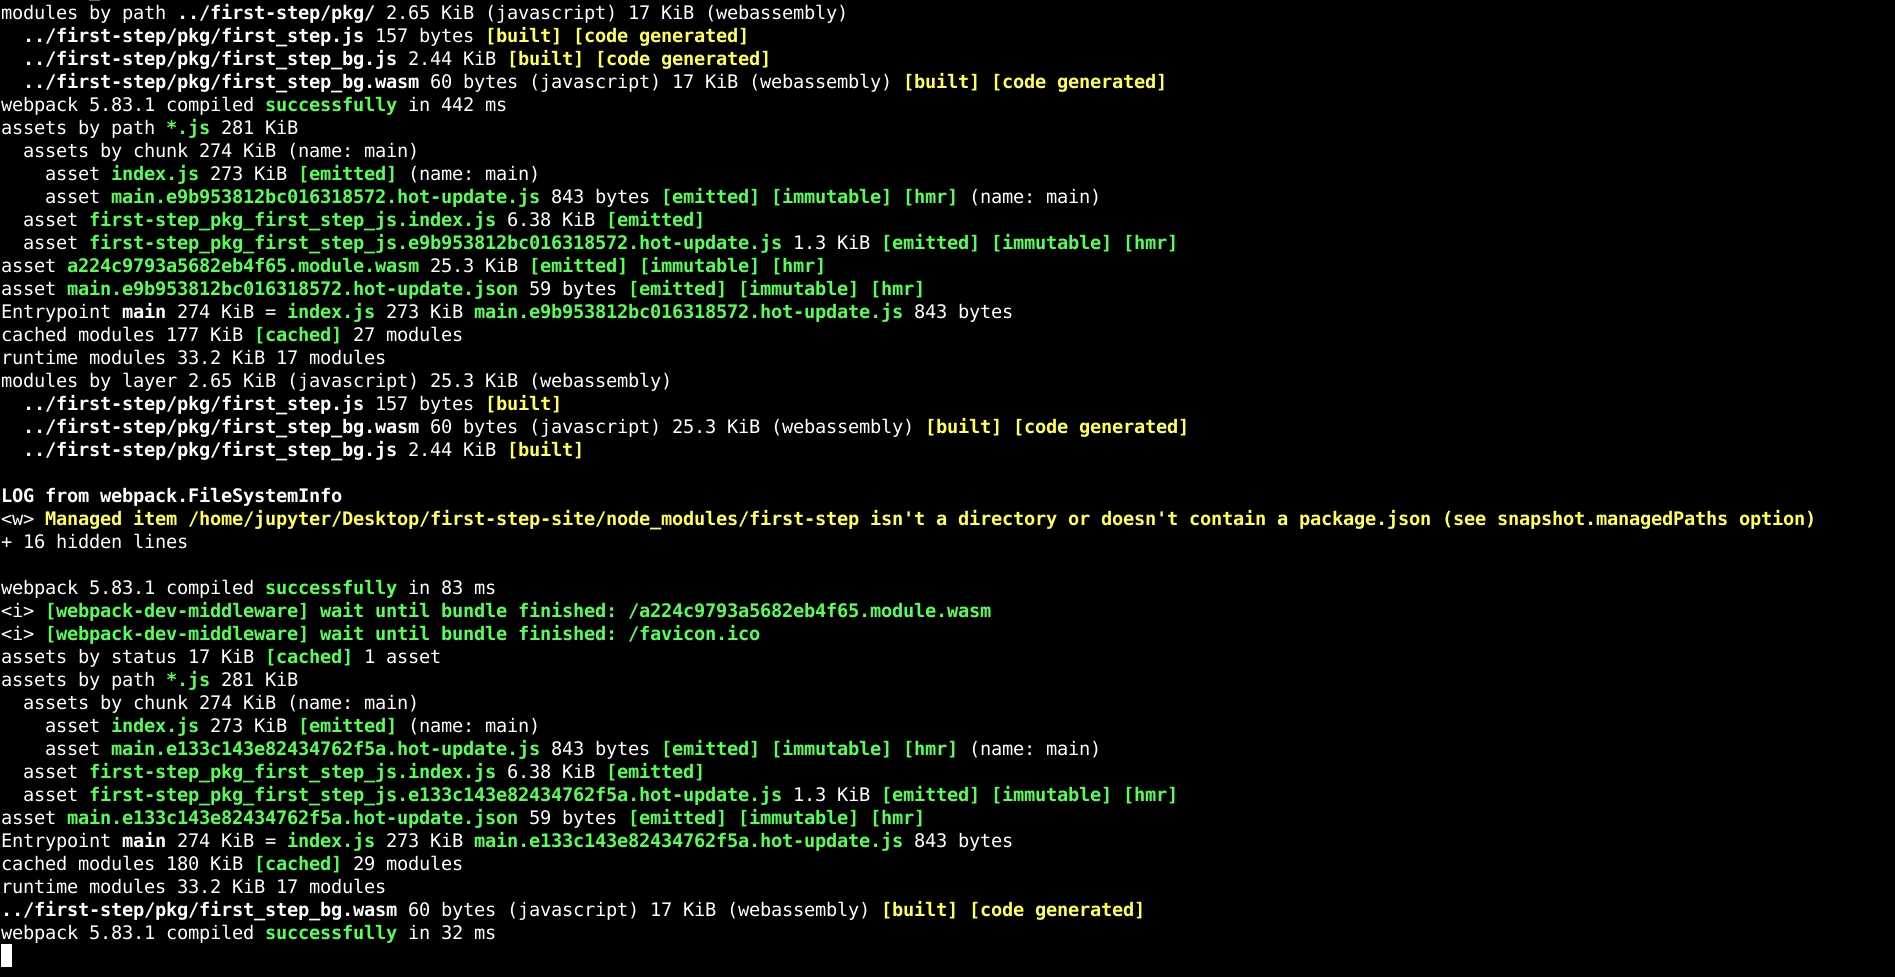 modules by path ../first-step/pkg/ 2.65 KiB (javascript) 17 KiB (webassembly)
  ../first-step/pkg/first_step.js 157 bytes [built] [code generated]
  ../first-step/pkg/first_step_bg.js 2.44 KiB [built] [code generated]
  ../first-step/pkg/first_step_bg.wasm 60 bytes (javascript) 17 KiB (webassembly) [built] [code generated]
webpack 5.83.1 compiled successfully in 442 ms
assets by path *.js 281 KiB
  assets by chunk 274 KiB (name: main)
    asset index.js 273 KiB [emitted] (name: main)
    asset main.e9b953812bc016318572.hot-update.js 843 bytes [emitted] [immutable] [hmr] (name: main)
  asset first-step_pkg_first_step_js.index.js 6.38 KiB [emitted]
  asset first-step_pkg_first_step_js.e9b953812bc016318572.hot-update.js 1.3 KiB [emitted] [immutable] [hmr]
asset a224c9793a5682eb4f65.module.wasm 25.3 KiB [emitted] [immutable] [hmr]
asset main.e9b953812bc016318572.hot-update.json 59 bytes [emitted] [immutable] [hmr]
Entrypoint main 274 KiB = index.js 273 KiB main.e9b953812bc016318572.hot-update.js 843 bytes
cached modules 177 KiB [cached] 27 modules
runtime modules 33.2 KiB 17 modules
modules by layer 2.65 KiB (javascript) 25.3 KiB (webassembly)
  ../first-step/pkg/first_step.js 157 bytes [built]
  ../first-step/pkg/first_step_bg.wasm 60 bytes (javascript) 25.3 KiB (webassembly) [built] [code generated]
  ../first-step/pkg/first_step_bg.js 2.44 KiB [built]

LOG from webpack.FileSystemInfo
<w> Managed item /home/jupyter/Desktop/first-step-site/node_modules/first-step isn't a directory or doesn't contain a package.json (see snapshot.managedPaths option)
+ 16 hidden lines

webpack 5.83.1 compiled successfully in 83 ms
<i> [webpack-dev-middleware] wait until bundle finished: /a224c9793a5682eb4f65.module.wasm
<i> [webpack-dev-middleware] wait until bundle finished: /favicon.ico
assets by status 17 KiB [cached] 1 asset
assets by path *.js 281 KiB
  assets by chunk 274 KiB (name: main)
    asset index.js 273 KiB [emitted] (name: main)
    asset main.e133c143e82434762f5a.hot-update.js 843 bytes [emitted] [immutable] [hmr] (name: main)
  asset first-step_pkg_first_step_js.index.js 6.38 KiB [emitted]
  asset first-step_pkg_first_step_js.e133c143e82434762f5a.hot-update.js 1.3 KiB [emitted] [immutable] [hmr]
asset main.e133c143e82434762f5a.hot-update.json 59 bytes [emitted] [immutable] [hmr]
Entrypoint main 274 KiB = index.js 273 KiB main.e133c143e82434762f5a.hot-update.js 843 bytes
cached modules 180 KiB [cached] 29 modules
runtime modules 33.2 KiB 17 modules
../first-step/pkg/first_step_bg.wasm 60 bytes (javascript) 17 KiB (webassembly) [built] [code generated]
webpack 5.83.1 compiled successfully in 32 ms